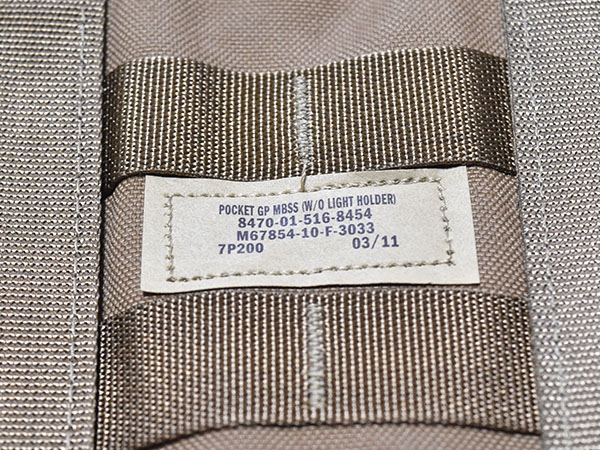 POCKET GP MBSS (W/O LIGHT HOLDER)
8470-01-516-8454
M67854-10-F-3033
7P200 03/11